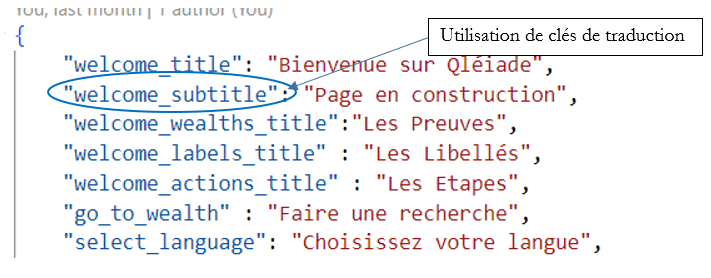 You, last month | 1 author (You)
{
Utilisation de clés de traduction
"welcome_title": "Bienvenue sur Qléiade",
"welcome_subtitle": "Page en construction",
"welcome_wealths_title":"Les Preuves",
"welcome_labels_title" : "Les Libellés",
"welcome_actions_title" : "Les Etapes",
"go_to_wealth" : "Faire une recherche",
"select_language": "Choisissez votre langue",